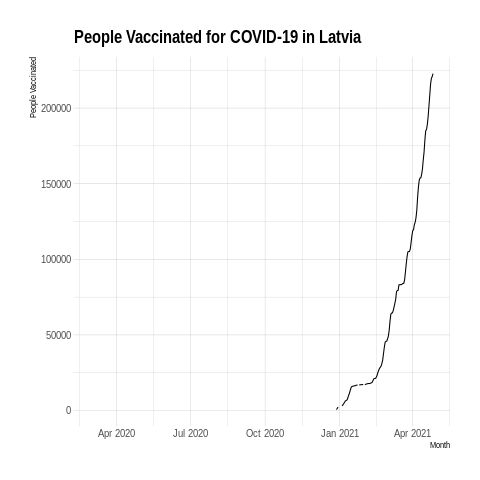 People Vaccinated for COVID-19 in Latvia
People Vaccinated
200000
150000
100000
50000
0
Apr 2020 Jul 2020 Oct 2020 Jan 2021 Apr 2021
Month